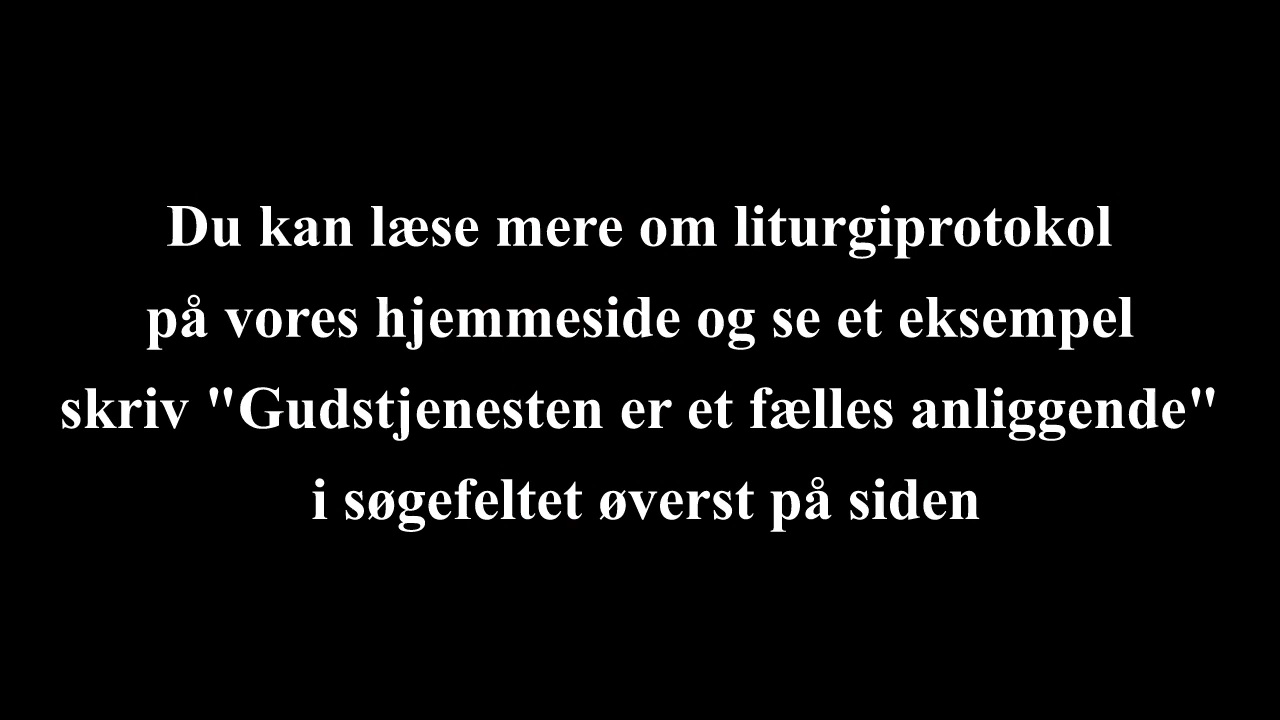 Du kan læse mere om liturgiprotokol
på vores hjemmeside og se et eksempel
skriv "Gudstjenesten er et fælles anliggende"
i søgefeltet øverst på siden